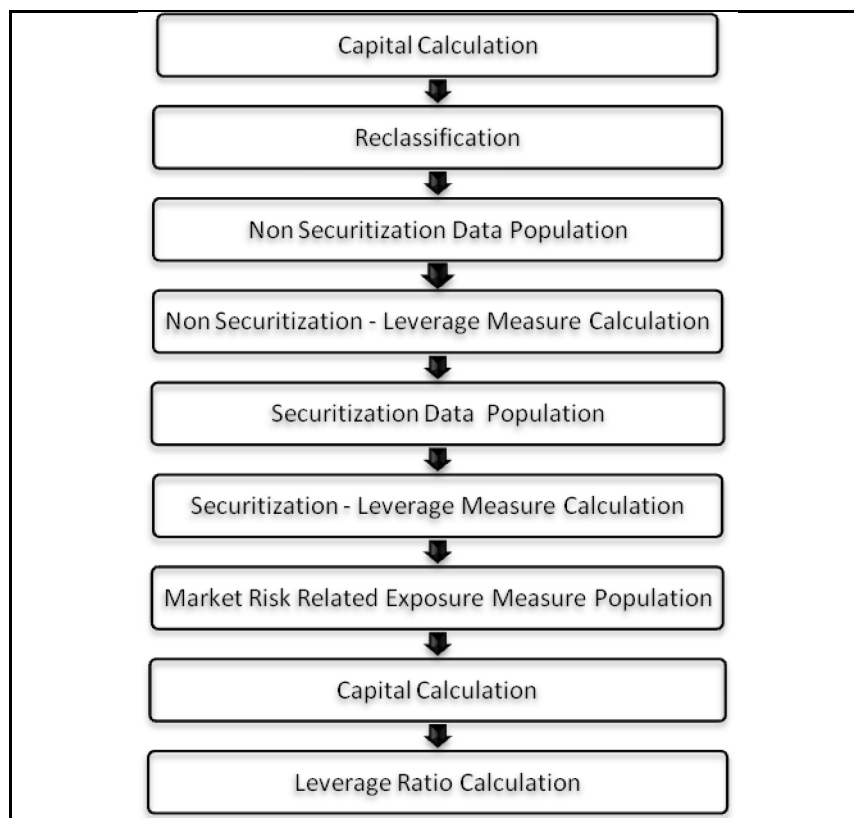 Capital Calculation
Reclassification
Non Securitization Data Population
Non Securitization - Leverage Measure Calculation
Securitization Data Population
Securitization - Leverage Measure Calculation
Market Risk Related Exposure Measure Population
Capital Calculation
Leverage Ratio Calculation